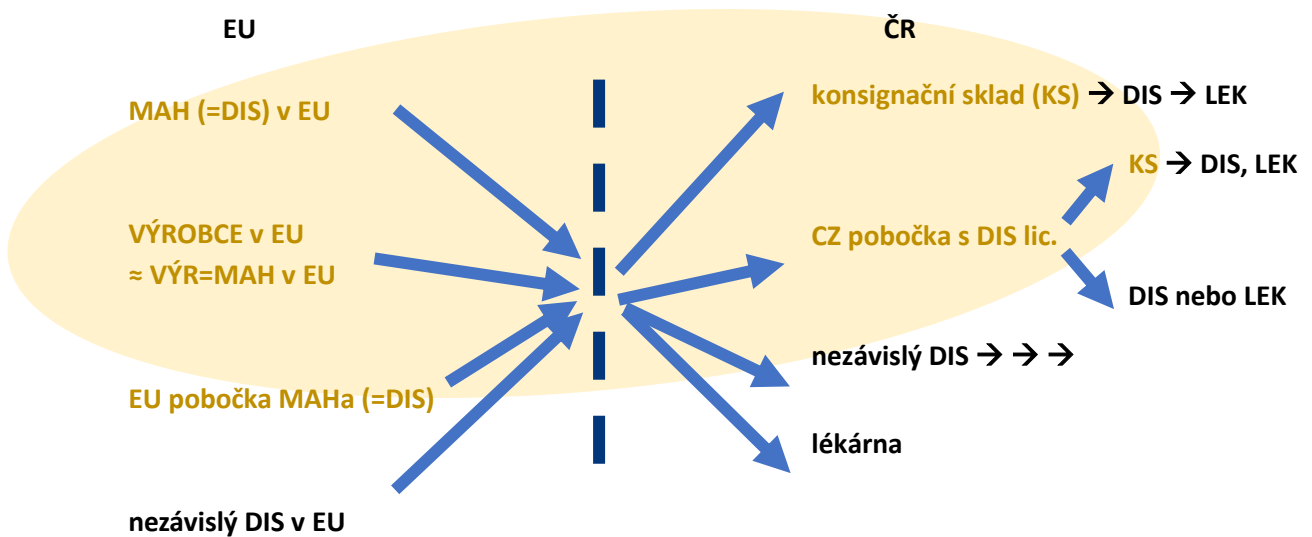 EU
ČR
MAH (=DIS) v EU
konsignační sklad (KS) → DIS → LEK
KS → DIS, LEK
VÝROBCE v EU
≈ VÝR=MAH v EU
CZ pobočka s DIS lic.
DIS nebo LEK
nezávislý DIS → → →
EU pobočka MAHa (=DIS)
lékárna
nezávislý DIS v EU